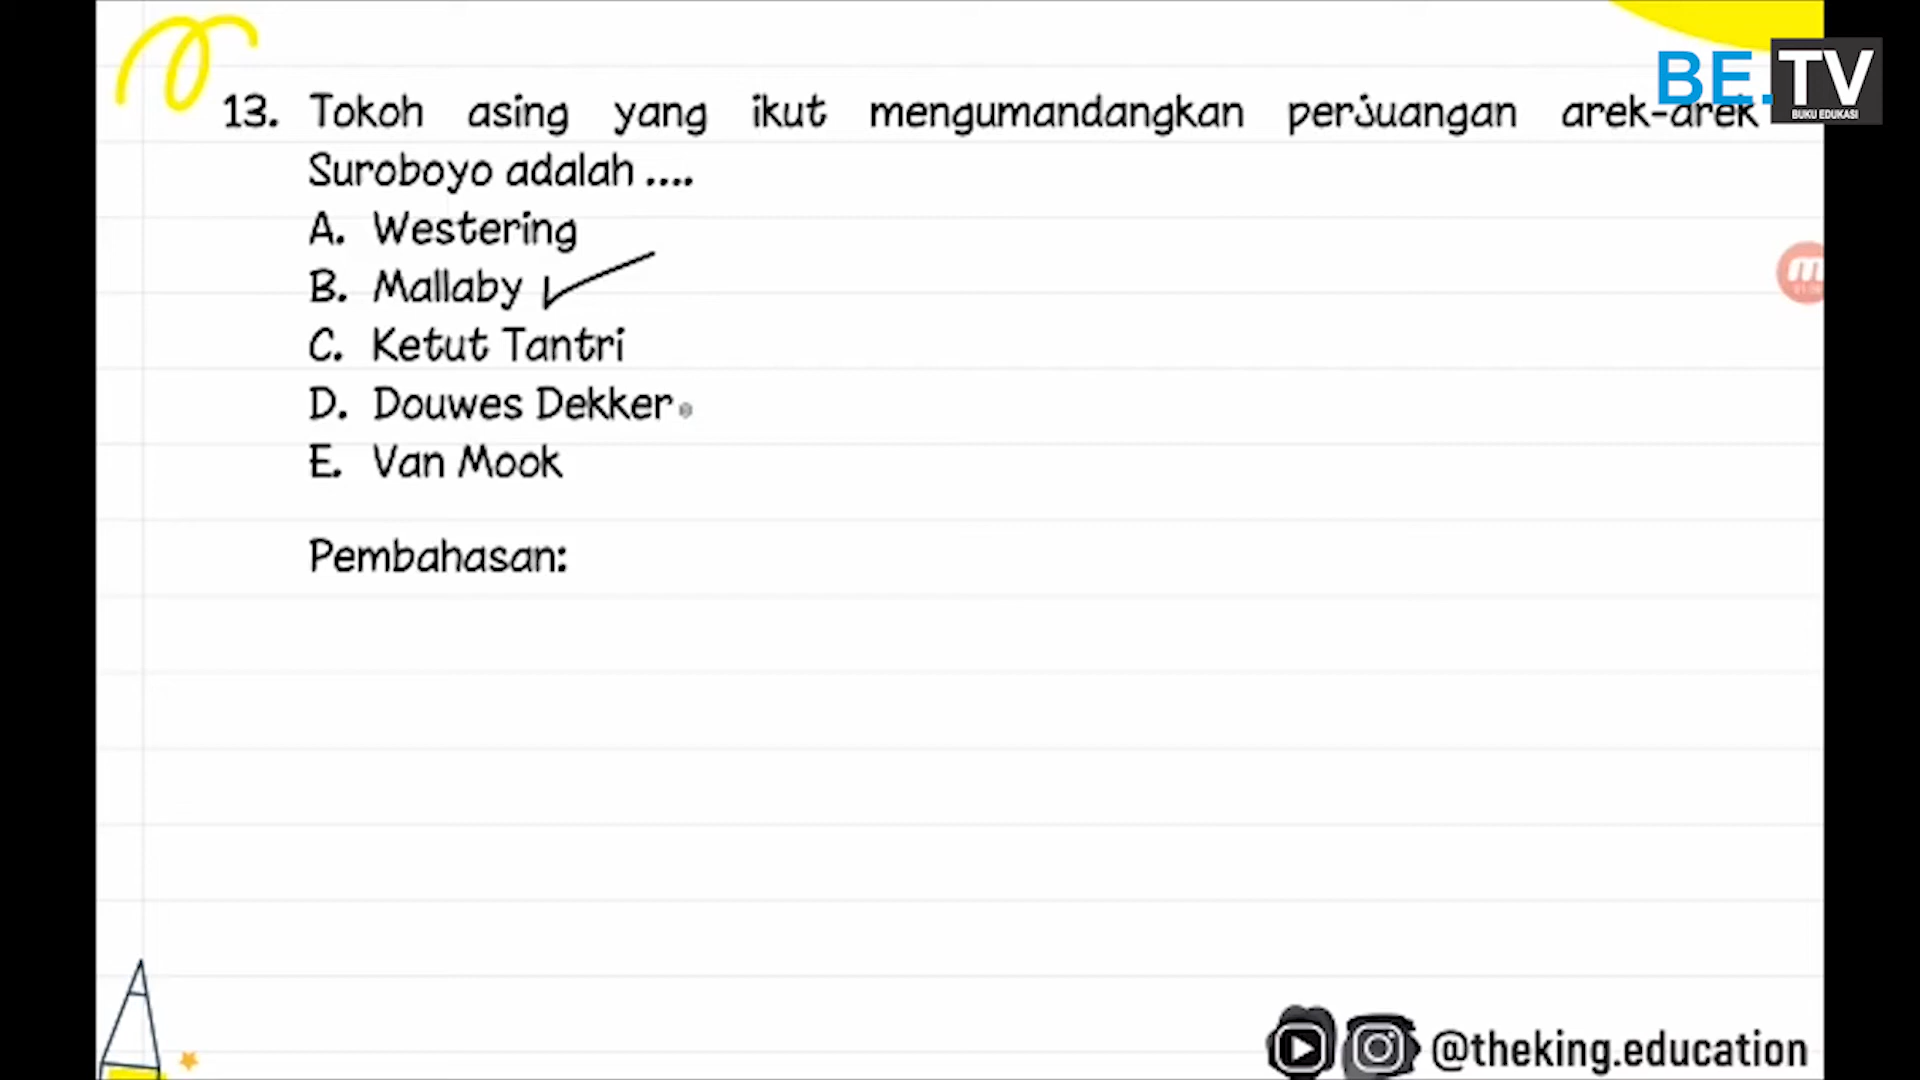 BE.TV
BUKU EDUKASI
13. Tokoh asing yang ikut mengumandangkan perjuangan arek-arek
Suroboyo adalah ....
A. Westering
B. Mallaby
C. Ketut Tantri
D. Douwes Dekker
E. Van Mook
Pembahasan:
@theking.education